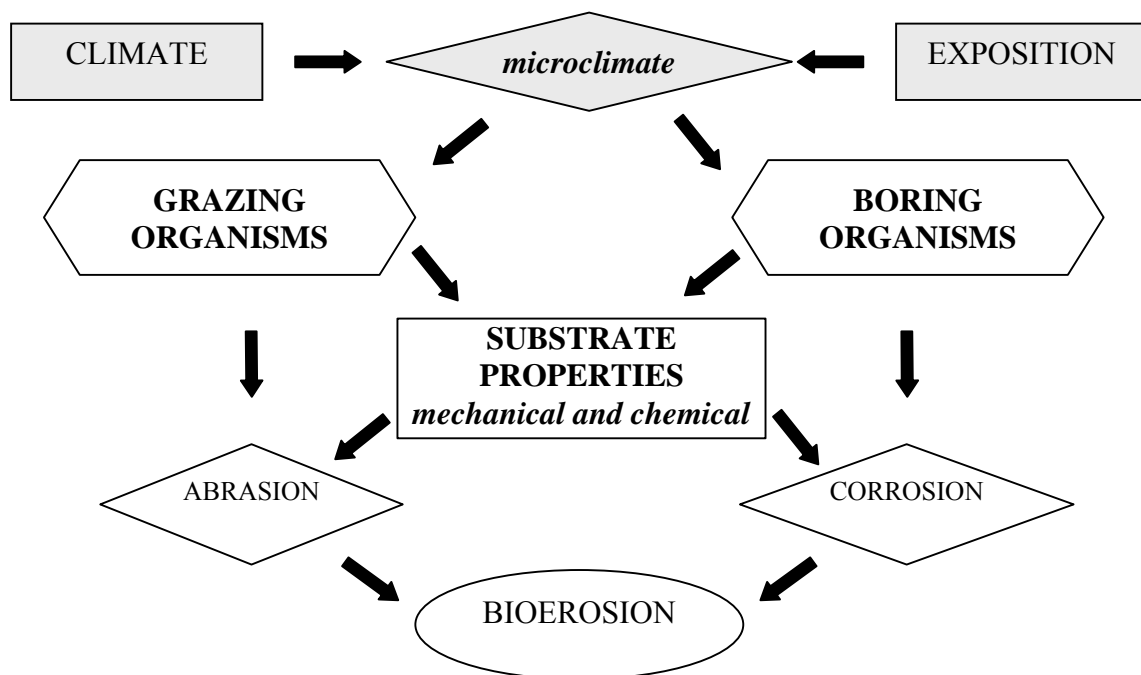 CLIMATE
microclimate
EXPOSITION
GRAZING
ORGANISMS
BORING
ORGANISMS
SUBSTRATE
PROPERTIES
mechanical and chemical
ABRASION
CORROSION
BIOEROSION